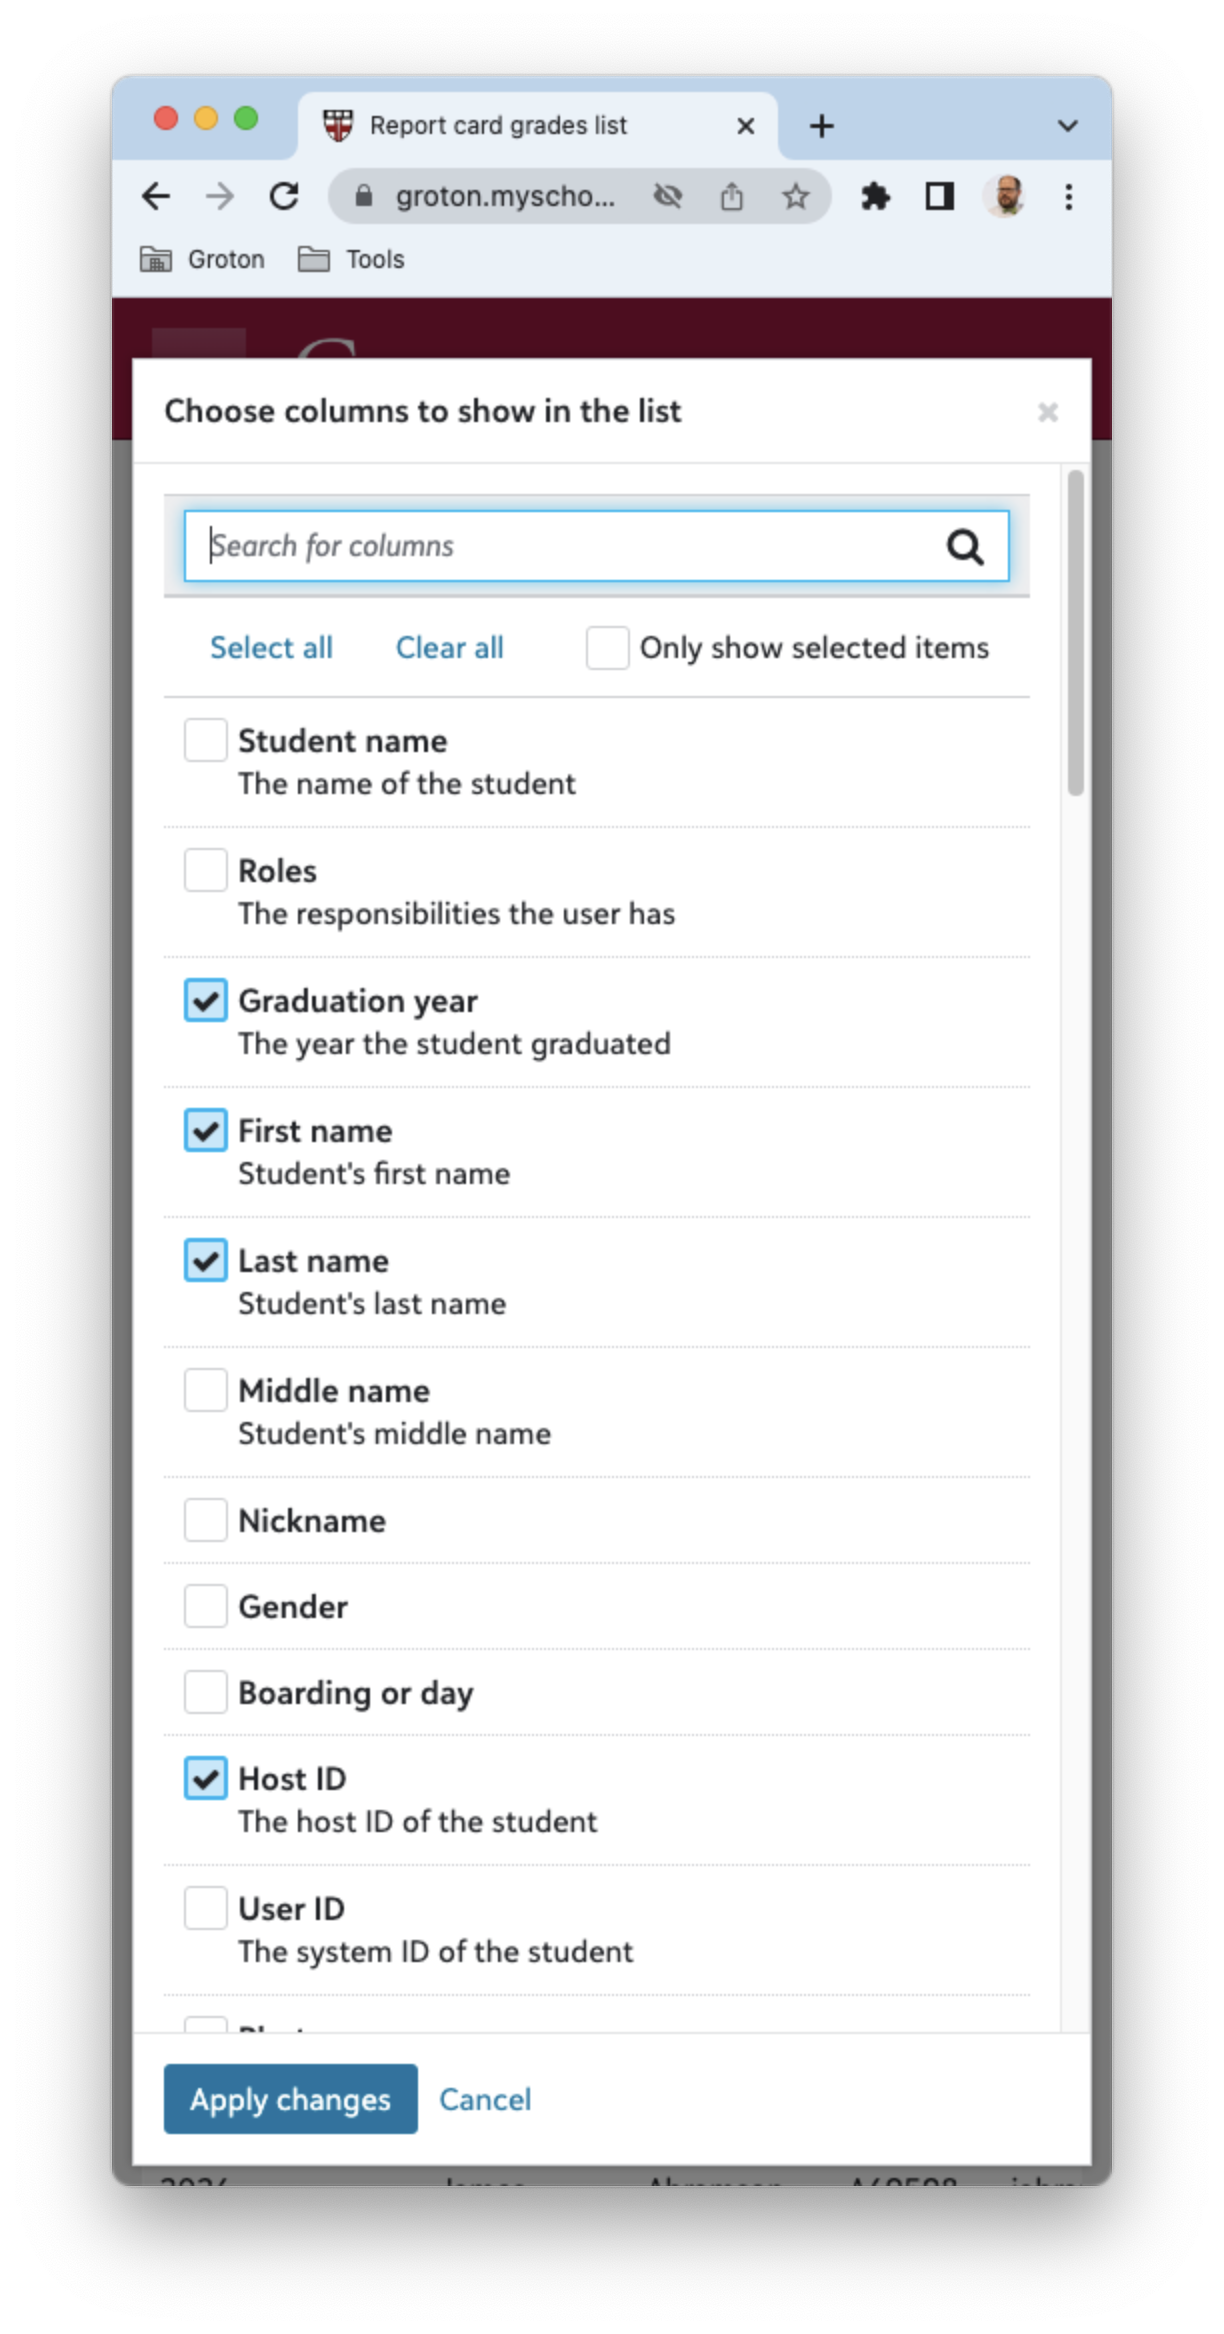 Report card grades list
groton.myscho...
Groton Tools
Choose columns to show in the list
Search for columns
Select all Clear all Only show selected items
Student name
The name of the student
Roles
The responsibilities the user has
Graduation year
The year the student graduated
First name
Student's first name
Last name
Student's last name
Middle name
Student's middle name
Nickname
Gender
Boarding or day
Host ID
The host ID of the student
User ID
The system ID of the student
Apply changes Cancel